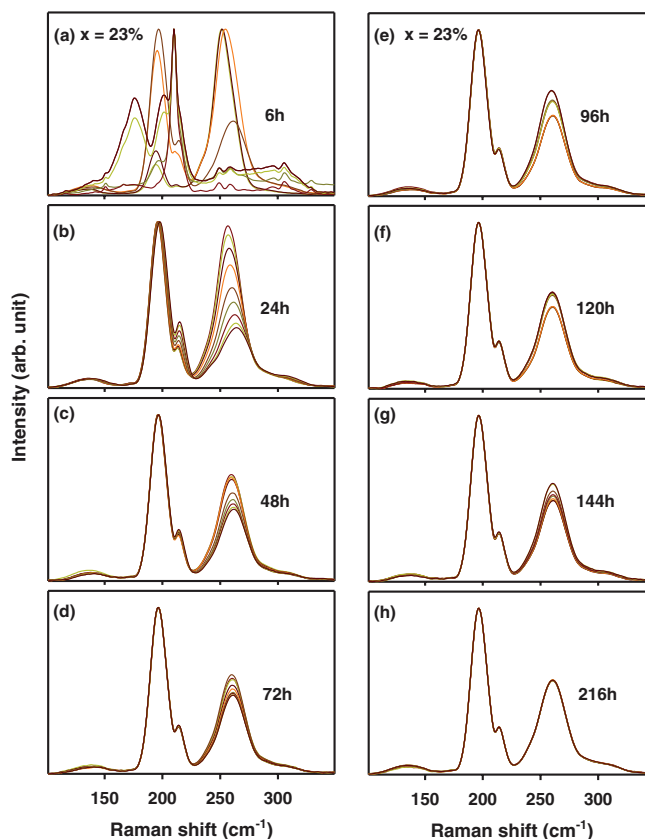 (a) x = 23%
6h
(b)
24h
(c)
48h
(d)
72h
(e) x = 23%
96h
(f)
120h
(g)
144h
(h)
216h
Intensity (arb. unit)
150 200 250 300
150 200 250 300
Raman shift (cm⁻¹)
Raman shift (cm⁻¹)